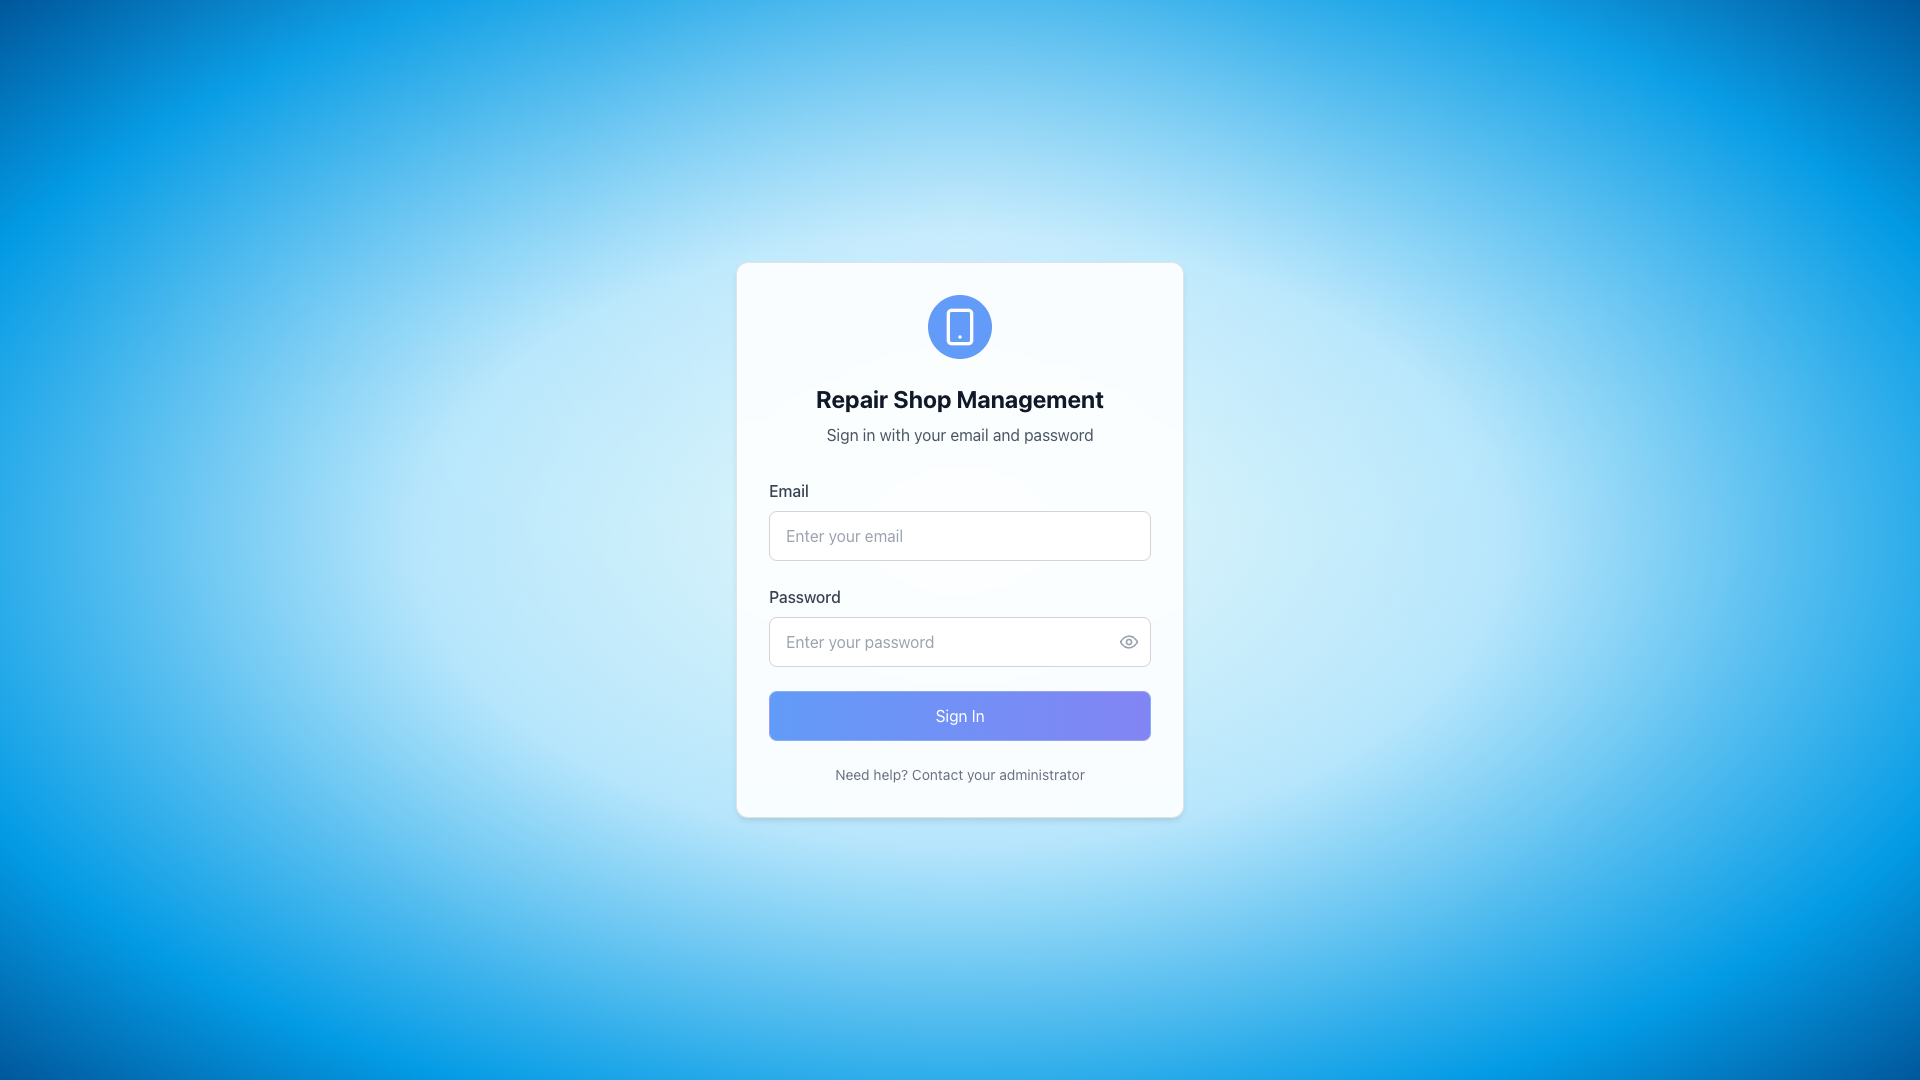 Repair Shop Management
Sign in with your email and password
Email
Enter your email
Password
Enter your password
Sign In
Need help? Contact your administrator